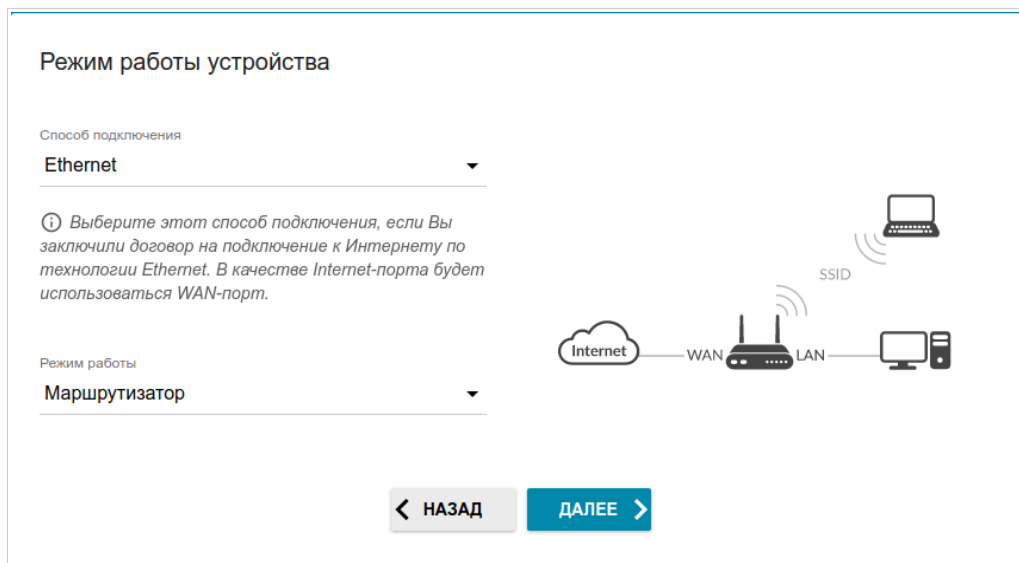 Режим работы устройства
Способ подключения
Ethernet
Выберите этот способ подключения, если Вы
заключили договор на подключение к Интернету по
технологии Ethernet. В качестве Internet-порта будет
использоваться WAN-порт.
Режим работы
Маршрутизатор
SSID
Internet
WAN
LAN
НАЗАД
ДАЛЕЕ